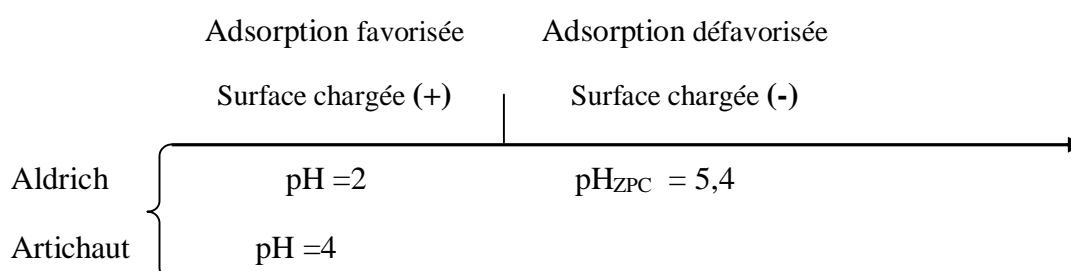 Adsorption favorisée Adsorption défavorisée
Surface chargée (+) Surface chargée (-)
Aldrich pH =2 pHZPC = 5,4
Artichaut pH =4